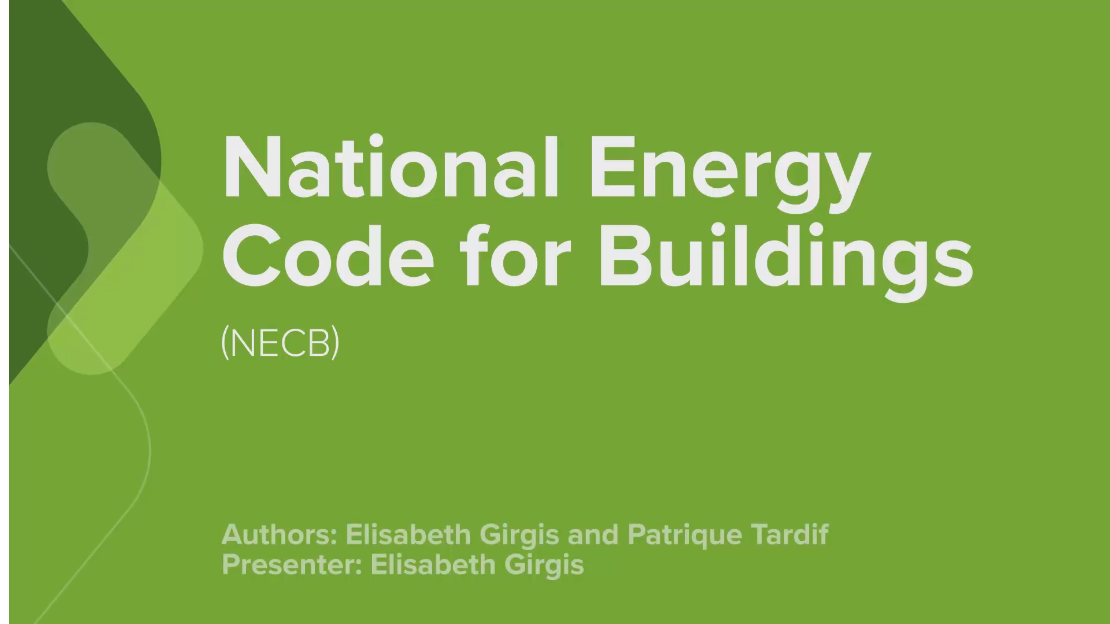 National Energy
Code for Buildings
(NECB)
Authors: Elisabeth Girgis and Patrique Tardif
Presenter: Elisabeth Girgis